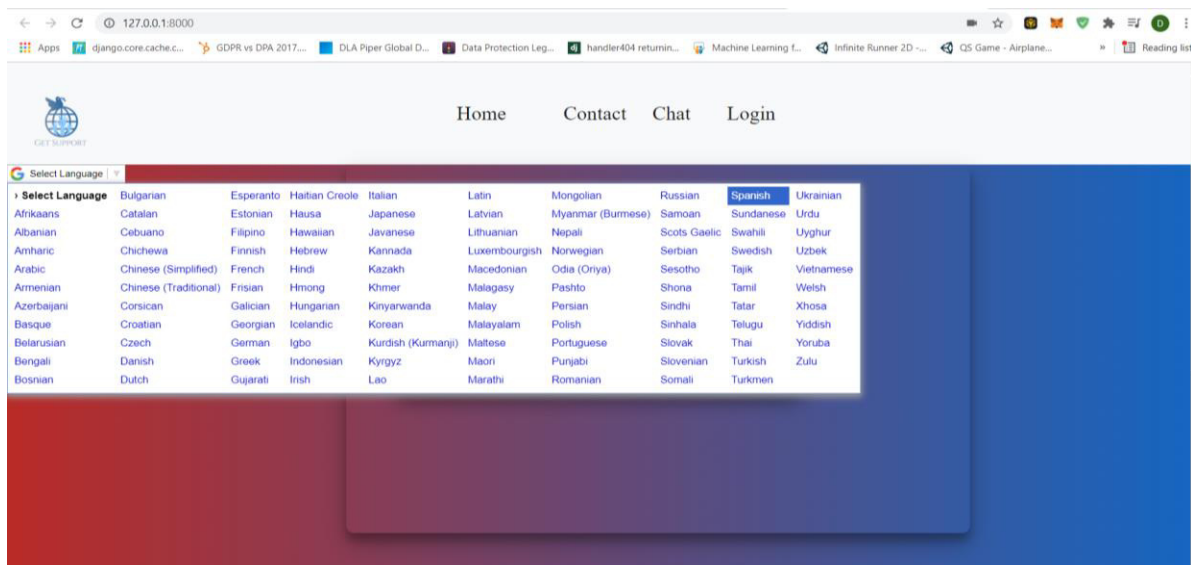 127.0.0.1:8000
D
Apps django.core.cache.c... GDPR vs DPA 2017.... DLA Piper Global D... Data Protection Leg... dj handler404 returnin... Machine Learning f... Infinite Runner 2D -... QS Game - Airplane... » Reading list
GET SUPPORT
Home Contact Chat Login
G Select Language
› Select Language Bulgarian Esperanto Haitian Creole Italian Latin Mongolian Russian Spanish Ukrainian
Afrikaans Catalan Estonian Hausa Japanese Latvian Myanmar (Burmese) Samoan Sundanese Urdu
Albanian Cebuano Filipino Hawaiian Javanese Lithuanian Nepali Scots Gaelic Swahili Uyghur
Amharic Chichewa Finnish Hebrew Kannada Luxembourgish Norwegian Serbian Swedish Uzbek
Arabic Chinese (Simplified) French Hindi Kazakh Macedonian Odia (Oriya) Sesotho Tajik Vietnamese
Armenian Chinese (Traditional) Frisian Hmong Khmer Malagasy Pashto Shona Tamil Welsh
Azerbaijani Corsican Galician Hungarian Kinyarwanda Malay Persian Sindhi Tatar Xhosa
Basque Croatian Georgian Icelandic Korean Malayalam Polish Sinhala Telugu Yiddish
Belarusian Czech German Igbo Kurdish (Kurmanji) Maltese Portuguese Slovak Thai Yoruba
Bengali Danish Greek Indonesian Kyrgyz Maori Punjabi Slovenian Turkish Zulu
Bosnian Dutch Gujarati Irish Lao Marathi Romanian Somali Turkmen